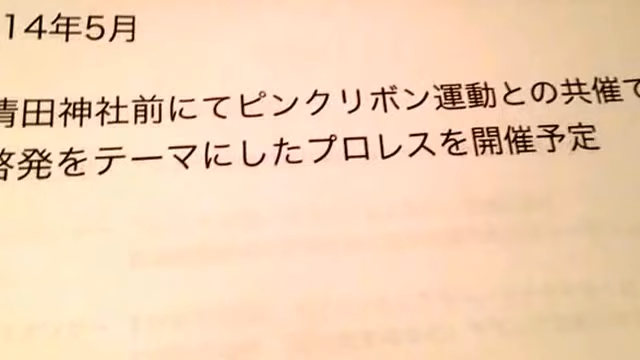 14年5月
青田神社前にてピンクリボン運動との共催で
啓発をテーマにしたプロレスを開催予定